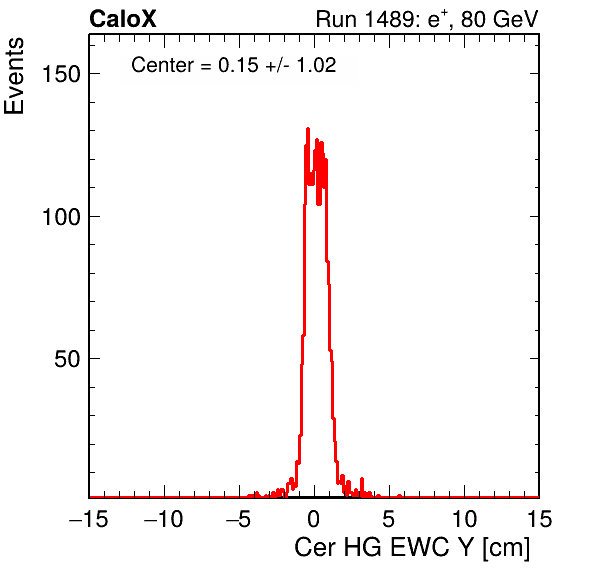 CaloX Run 1489: e⁺, 80 GeV
Center = 0.15 +/- 1.02
Events
150
100
50
−15 −10 −5 0 5 10 15
Cer HG EWC Y [cm]